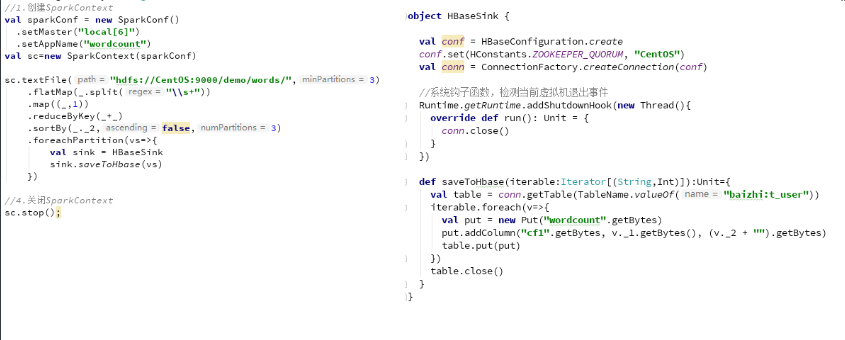 //1.创建SparkContext
val sparkConf = new SparkConf()
.setMaster("local[6]")
.setAppName("wordcount")
val sc=new SparkContext(sparkConf)
sc.textFile( path = "hdfs://CentOS:9000/demo/words/", minPartitions = 3)
.flatMap(_.split( regex = "\\s+"))
.map((_,1))
.reduceByKey(_+_)
.sortBy(_._2, ascending = false, numPartitions = 3)
.foreachPartition(vs=>{
val sink = HBaseSink
sink.saveToHbase(vs)
})
//4.关闭SparkContext
sc.stop();
object HBaseSink {
val conf = HBaseConfiguration.create
conf.set(HConstants.ZOOKEEPER_QUORUM, "CentOS")
val conn = ConnectionFactory.createConnection(conf)
//系统钩子函数，检测当前虚拟机退出事件
Runtime.getRuntime.addShutdownHook(new Thread(){
override def run(): Unit = {
conn.close()
}
})
def saveToHbase(iterable:Iterator[(String,Int)]):Unit={
val table = conn.getTable(TableName.valueOf( name = "baizhi:t_user"))
iterable.foreach(v=>{
val put = new Put("wordcount".getBytes)
put.addColumn("cf1".getBytes, v._1.getBytes(), (v._2 + "").getBytes)
table.put(put)
})
table.close()
}
}